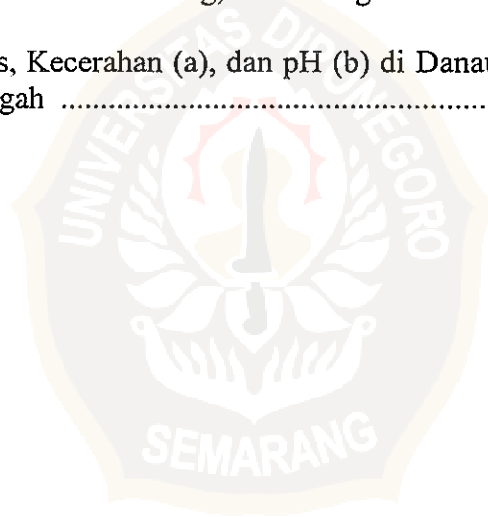 s, Kecerahan (a), dan pH (b) di Danau
gah ......................................................
UNIVERSITAS DIPONEGORO
SEMARANG